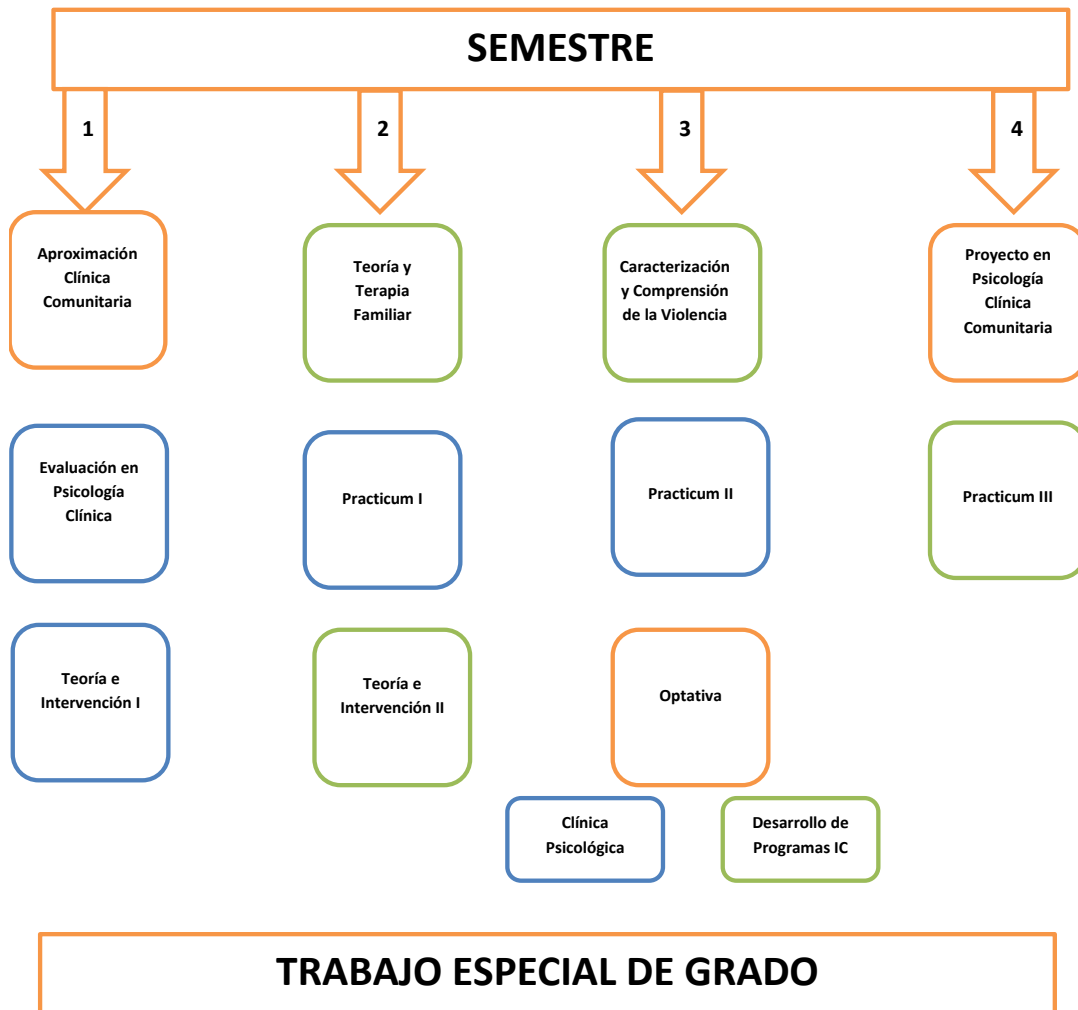 SEMESTRE
1
2
3
4
Aproximación
Clínica
Comunitaria
Teoría y
Terapia
Familiar
Caracterización
y Comprensión
de la Violencia
Proyecto en
Psicología
Clínica
Comunitaria
Evaluación en
Psicología
Clínica
Practicum I
Practicum II
Practicum III
Teoría e
Intervención I
Teoría e
Intervención II
Optativa
Clínica
Psicológica
Desarrollo de
Programas IC
TRABAJO ESPECIAL DE GRADO